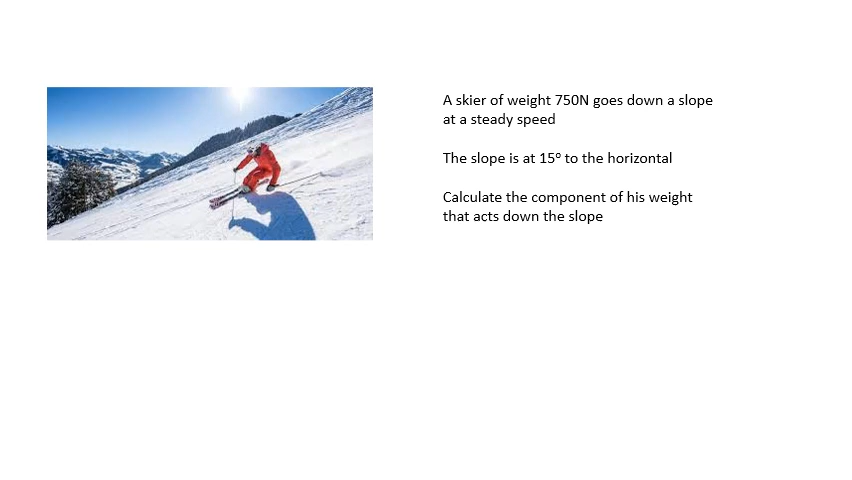 A skier of weight 750N goes down a slope
at a steady speed
The slope is at 15° to the horizontal
Calculate the component of his weight
that acts down the slope